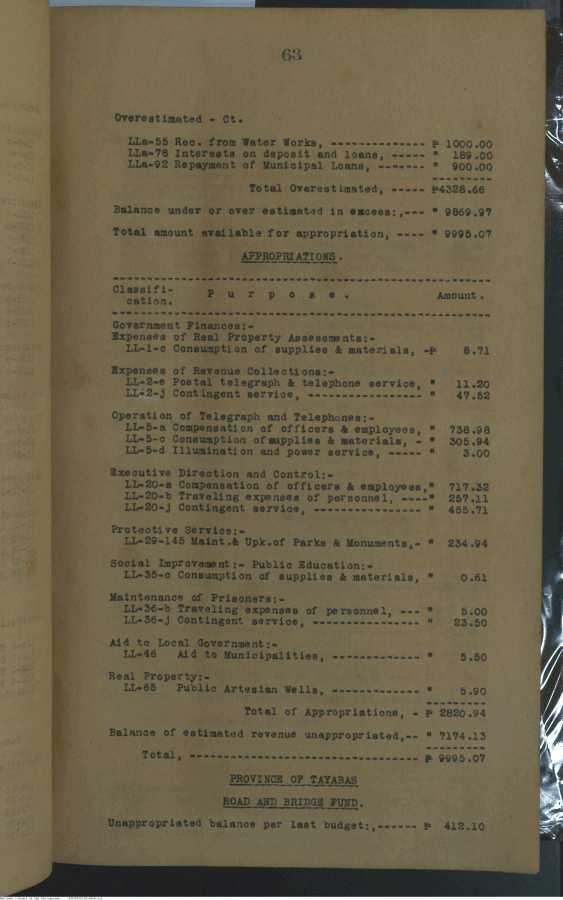 63
Overestimated - Ct.
LLa-55 Rec. from Water Works, -------------- ₱ 1000.00
LLa-78 Interests on deposit and loans, ----- " 189.00
LLa-92 Repayment of Municipal Loans, ------- " 900.00
Total Overestimated, ----- ₱4328.66
Balance under or over estimated in excess:,--- " 9869.97
Total amount available for appropriation, ---- " 9995.07
APPROPRIATIONS.
Classifi-
cation. P u r p o s e . Amount.
Government Finances:-
Expenses of Real Property Assessments:-
LL-1-c Consumption of supplies & materials, -₱ 8.71
Expenses of Revenue Collections:-
LL-2-e Postal telegraph & telephone service, " 11.20
LL-2-j Contingent service, ----------------- " 47.52
Operation of Telegraph and Telephones:-
LL-5-a Compensation of officers & employees, " 738.98
LL-5-c Consumption of supplies & materials, - " 305.94
LL-5-d Illumination and power service, ----- " 3.00
Executive Direction and Control:-
LL-20-a Compensation of officers & employees," 717.32
LL-20-b Traveling expenses of personnel, ----" 257.11
LL-20-j Contingent service, ---------------- " 465.71
Protective Service:-
LL-29-145 Maint.& Upk.of Parks & Monuments,- " 234.94
Social Improvement:- Public Education:-
LL-35-c Consumption of supplies & materials, " 0.61
Maintenance of Prisoners:-
LL-36-b Traveling expenses of personnel, --- " 5.00
LL-36-j Contingent service, ---------------- " 23.50
Aid to Local Government:-
LL-46 Aid to Municipalities, ------------- " 5.50
Real Property:-
LL-65 Public Artesian Wells, ------------- " 5.90
Total of Appropriations, - ₱ 2820.94
Balance of estimated revenue unappropriated,-- " 7174.13
Total, ---------------------------------- ₱ 9995.07
PROVINCE OF TAYABAS
ROAD AND BRIDGE FUND.
Unappropriated balance per last budget:,------ ₱ 412.10